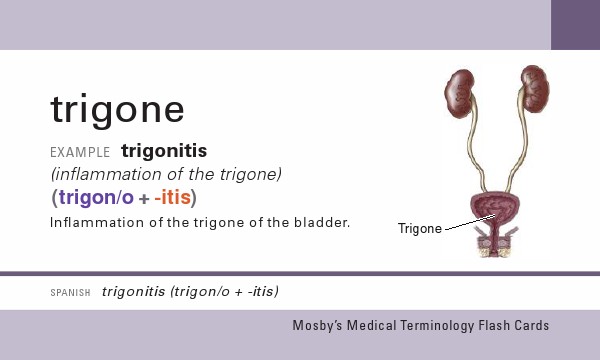 trigone
EXAMPLE trigonitis
(inflammation of the trigone)
(trigon/o + -itis)
Inflammation of the trigone of the bladder.
Trigone
SPANISH trigonitis (trigon/o + -itis)
Mosby's Medical Terminology Flash Cards